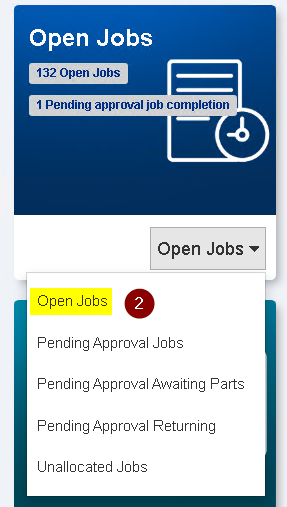 Open Jobs
132 Open Jobs
1 Pending approval job completion
Open Jobs
Open Jobs 2
Pending Approval Jobs
Pending Approval Awaiting Parts
Pending Approval Returning
Unallocated Jobs